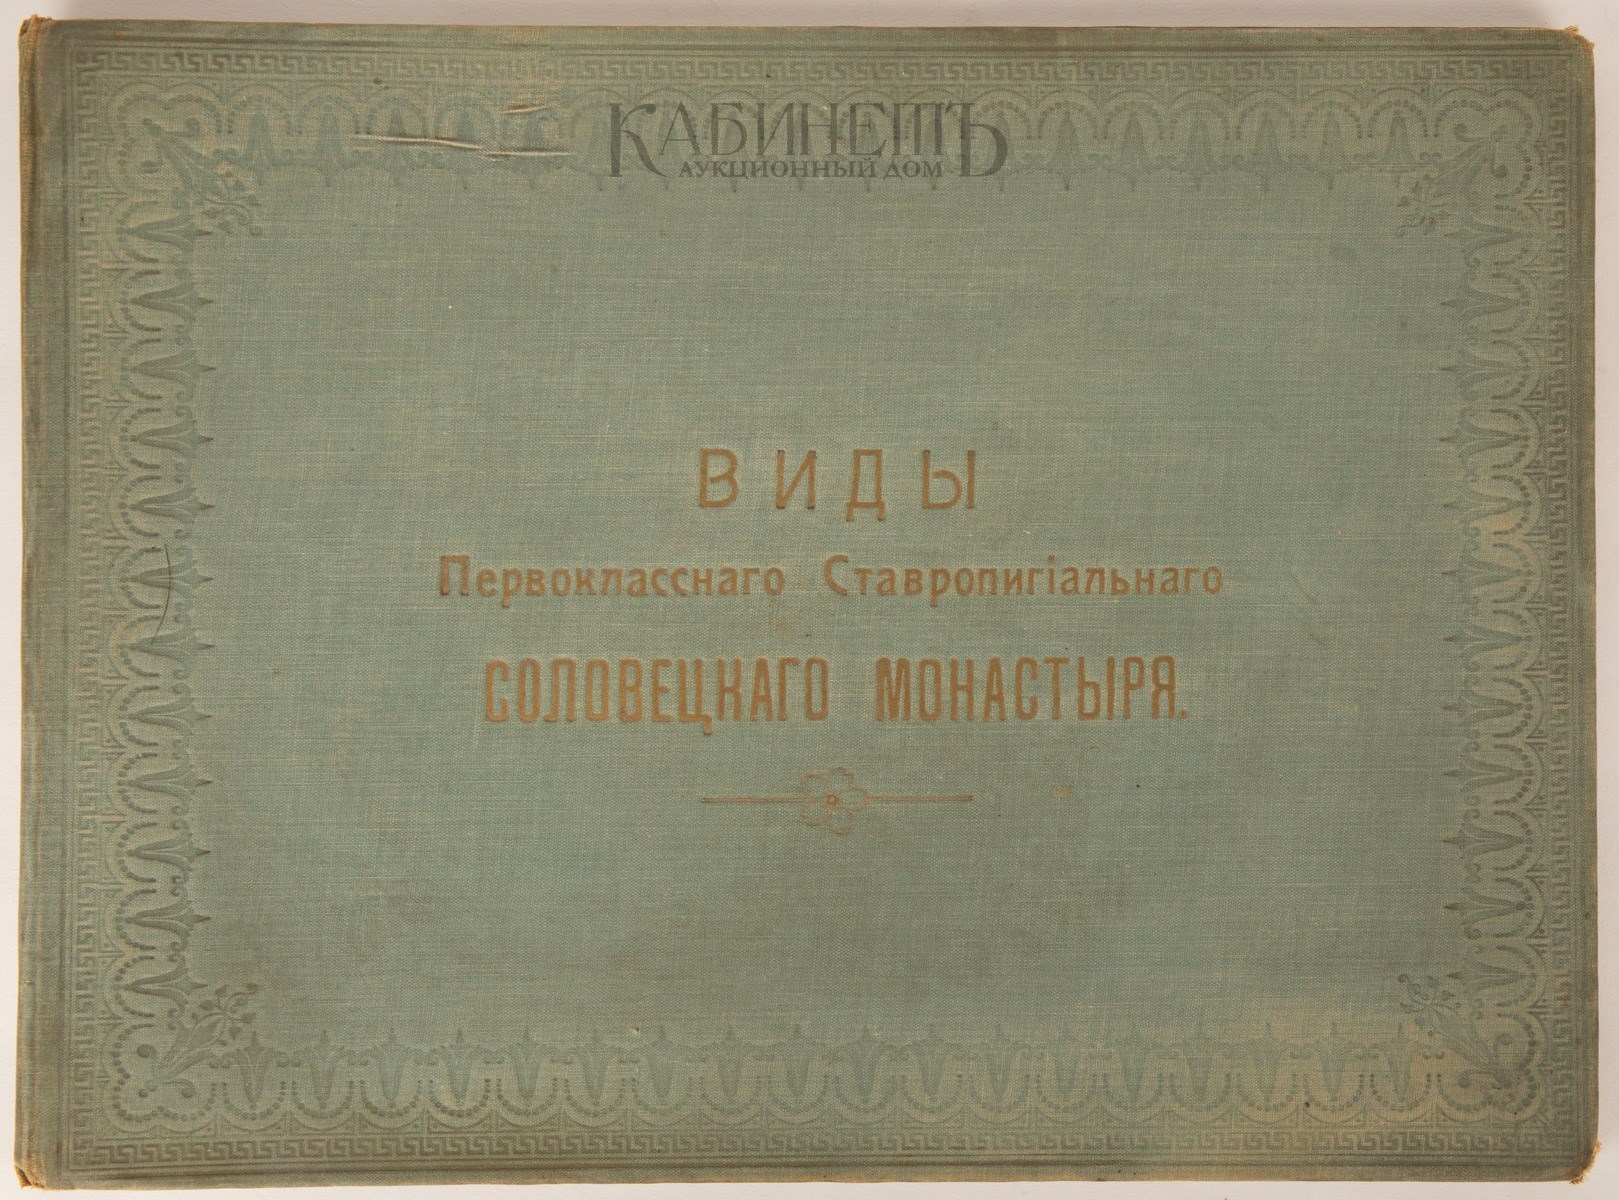 КАБИНЕТЪ
АУКЦИОННЫЙ ДОМ
ВИДЫ
Первокласснаго Ставропигіальнаго
СОЛОВЕЦКАГО МОНАСТЫРЯ.